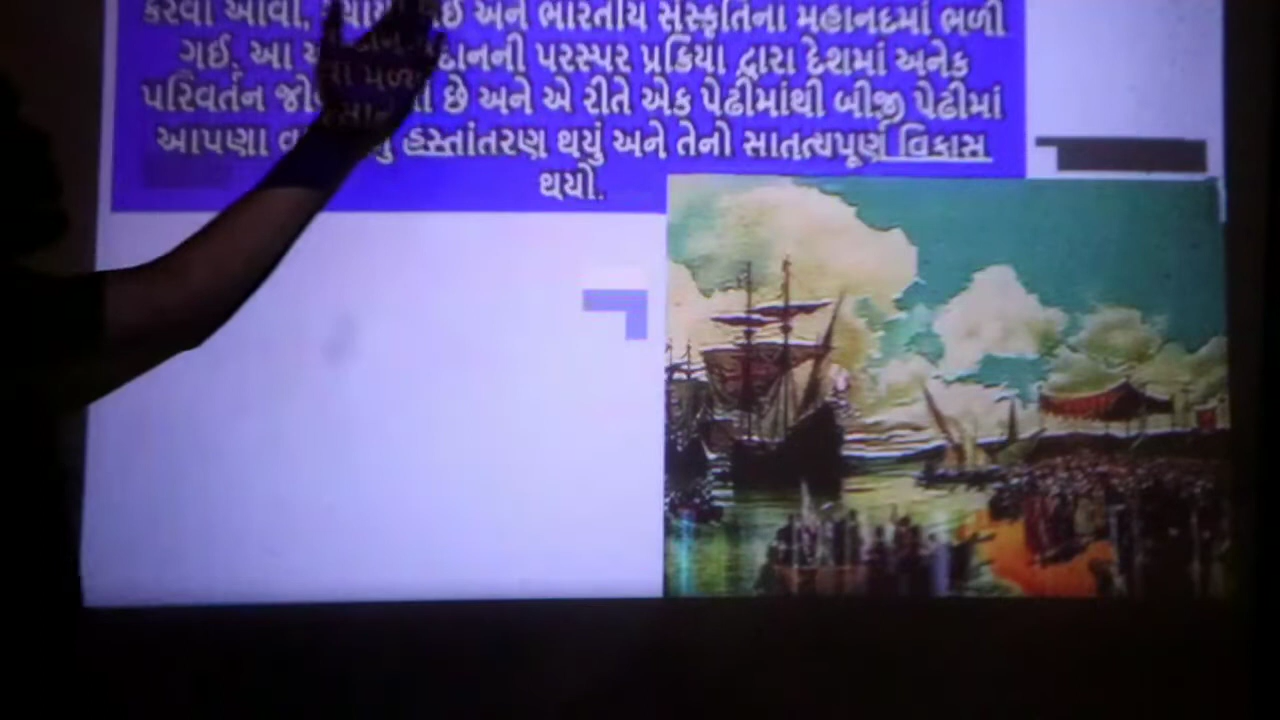 કરવા આવી, અને ભારતીય સંસ્કૃતિના મહાનદમાં ભળી
ગઈ. આ પરસ્પર પ્રક્રિયા દ્વારા દેશમાં અનેક
પરિવર્તન છે અને એ રીતે એક પેઢીમાંથી બીજી પેઢીમાં
આપણા હસ્તાંતરણ થયું અને તેનો સાતત્યપૂર્ણ વિકાસ
થયો.